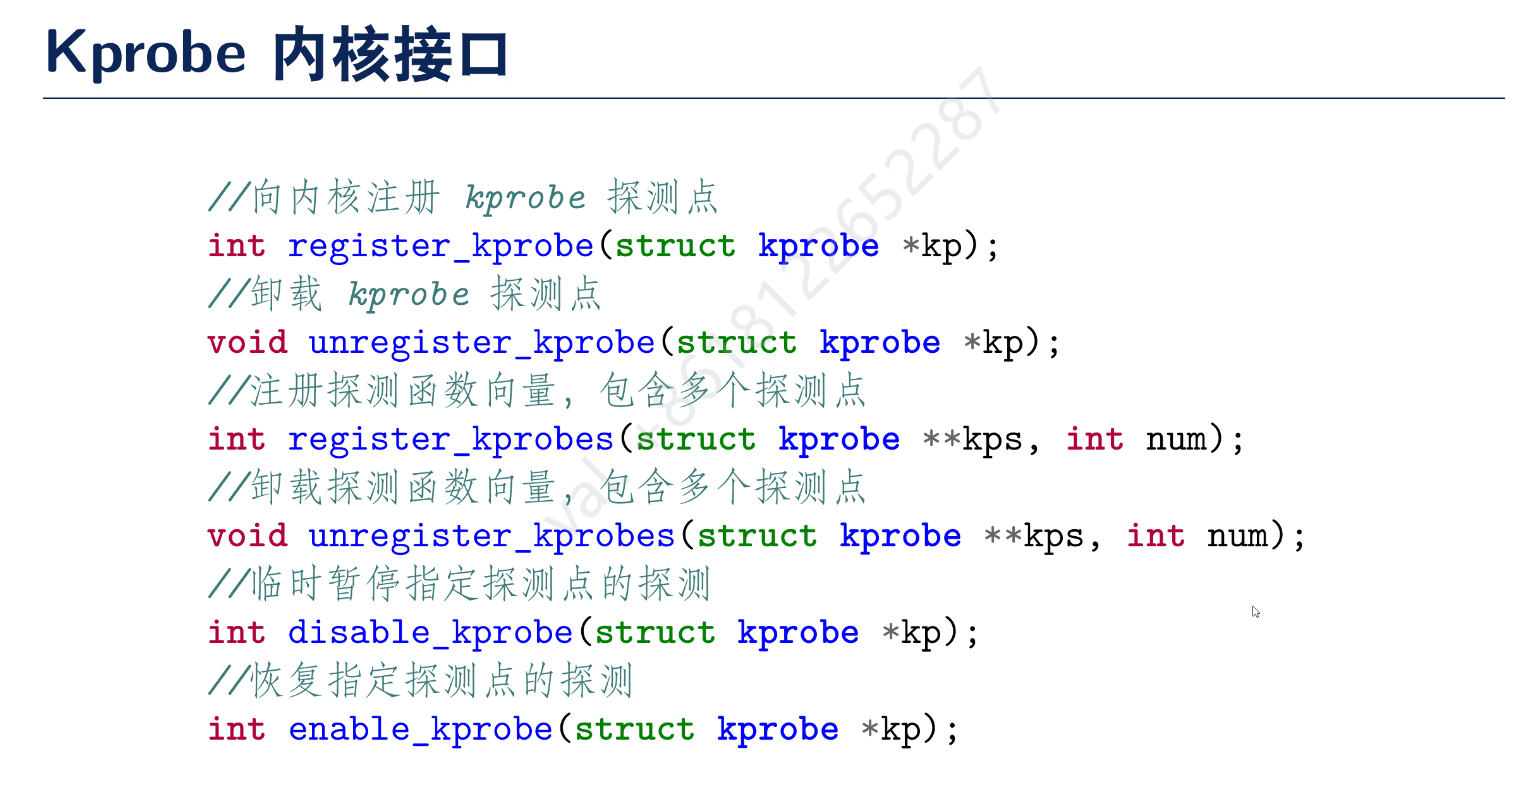 Kprobe 内核接口
//向内核注册 kprobe 探测点
int register_kprobe(struct kprobe *kp);
//卸载 kprobe 探测点
void unregister_kprobe(struct kprobe *kp);
//注册探测函数向量, 包含多个探测点
int register_kprobes(struct kprobe **kps, int num);
//卸载探测函数向量, 包含多个探测点
void unregister_kprobes(struct kprobe **kps, int num);
//临时暂停指定探测点的探测
int disable_kprobe(struct kprobe *kp);
//恢复指定探测点的探测
int enable_kprobe(struct kprobe *kp);
val +8618122652287